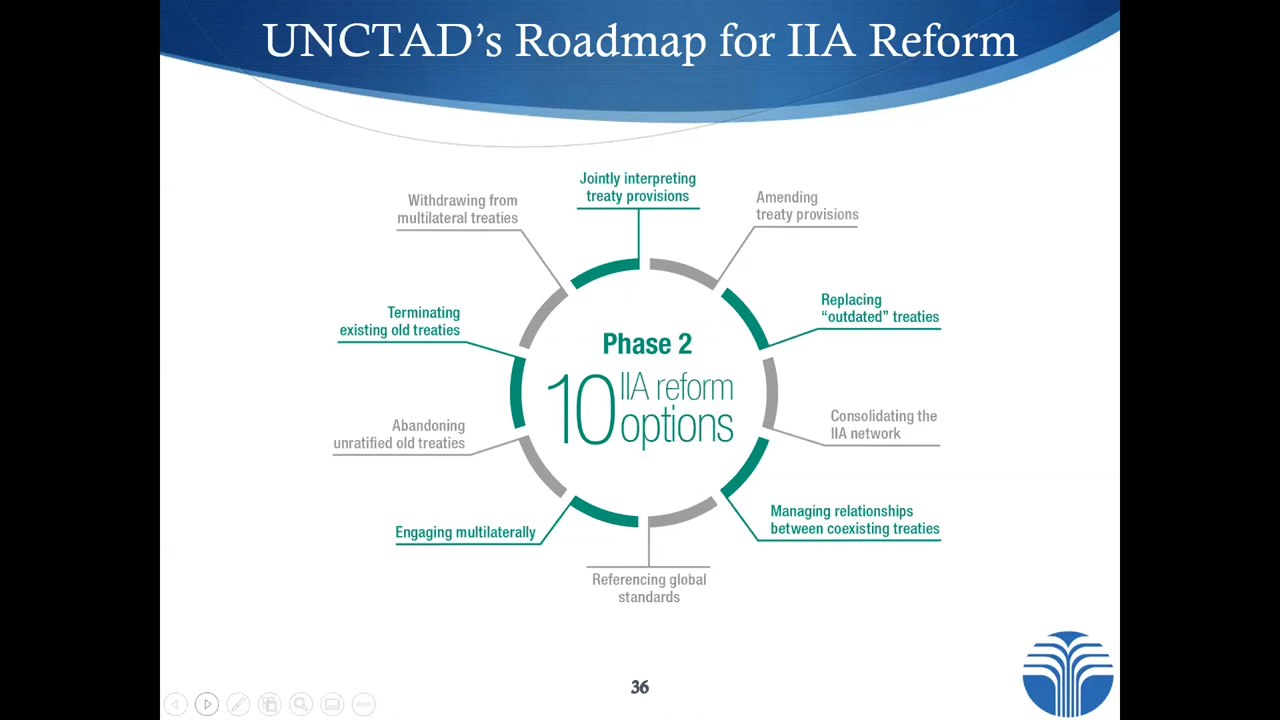 UNCTAD’s Roadmap for IIA Reform
Jointly interpreting
treaty provisions
Amending
treaty provisions
Replacing
“outdated” treaties
Consolidating the
IIA network
Managing relationships
between coexisting treaties
Referencing global
standards
Engaging multilaterally
Abandoning
unratified old treaties
Terminating
existing old treaties
Withdrawing from
multilateral treaties
Phase 2
10 IIA reform
options
36